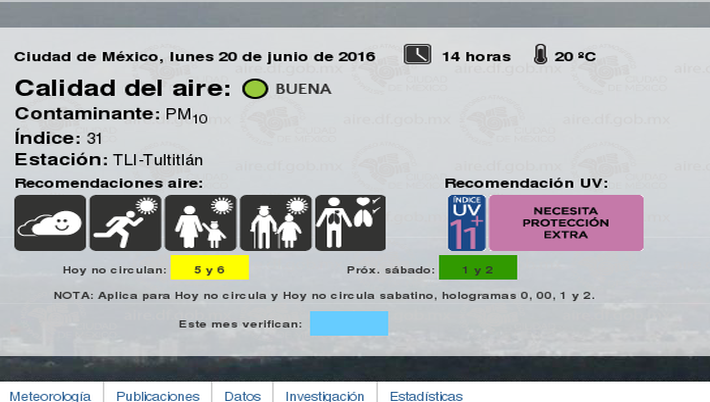 Ciudad de México, lunes 20 de junio de 2016 14 horas 20 ºC
Calidad del aire: BUENA
Contaminante: PM10
Índice: 31
Estación: TLI-Tultitlán
Recomendaciones aire: Recomendación UV:
ÍNDICE
UV
11+
NECESITA
PROTECCIÓN
EXTRA
Hoy no circulan: 5 y 6 Próx. sábado: 1 y 2
NOTA: Aplica para Hoy no circula y Hoy no circula sabatino, hologramas 0, 00, 1 y 2.
Este mes verifican:
Meteorología Publicaciones Datos Investigación Estadísticas